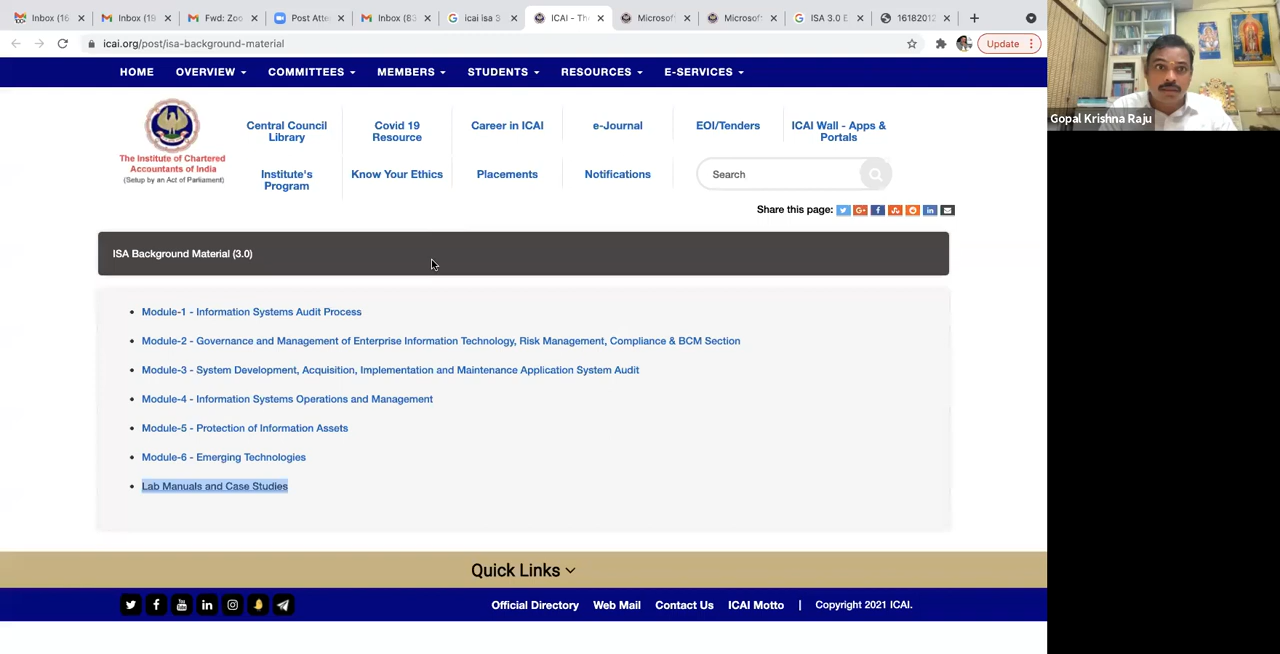 Inbox (16
Inbox (19
Fwd: Zoo
Post Atte
Inbox (83
icai isa 3
ICAI - The
Microsof
Microsof
ISA 3.0 E
16182012
icai.org/post/isa-background-material
Update
HOME OVERVIEW COMMITTEES MEMBERS STUDENTS RESOURCES E-SERVICES
The Institute of Chartered
Accountants of India
(Setup by an Act of Parliament)
Central Council
Library
Covid 19
Resource
Career in ICAI
e-Journal
EOI/Tenders
ICAI Wall - Apps &
Portals
Institute's
Program
Know Your Ethics
Placements
Notifications
Search
Share this page:
ISA Background Material (3.0)
Module-1 - Information Systems Audit Process
Module-2 - Governance and Management of Enterprise Information Technology, Risk Management, Compliance & BCM Section
Module-3 - System Development, Acquisition, Implementation and Maintenance Application System Audit
Module-4 - Information Systems Operations and Management
Module-5 - Protection of Information Assets
Module-6 - Emerging Technologies
Lab Manuals and Case Studies
Quick Links
Official Directory Web Mail Contact Us ICAI Motto | Copyright 2021 ICAI.
Gopal Krishna Raju